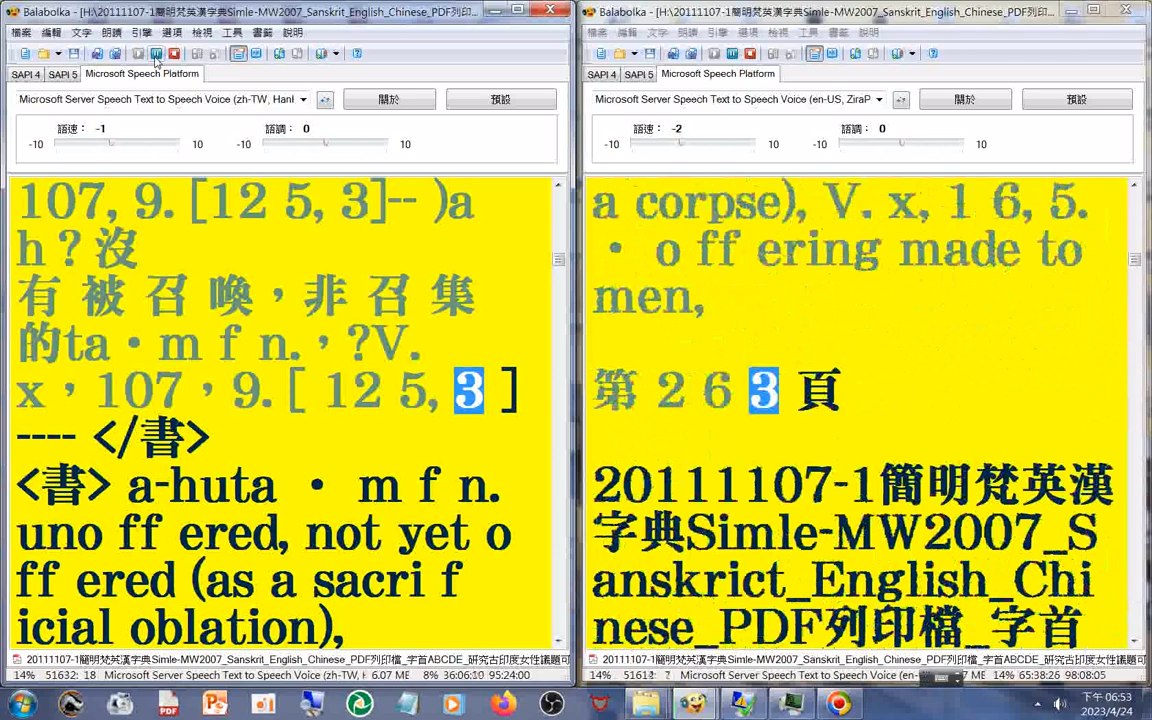 Balabolka - [H:\20111107-1簡明梵英漢字典Simle-MW2007_Sanskrit_English_Chinese_PDF列印...
檔案 編輯 文字 朗讀 引擎 選項 檢視 工具 書籤 說明
SAPI 4 SAPI 5 Microsoft Speech Platform
Microsoft Server Speech Text to Speech Voice (zh-TW, Hanl
關於 預設
語速： -1 語調： 0
-10 10 -10 10
107, 9. [12 5, 3]-- )a
h？沒
有 被 召 喚，非 召 集
的ta・m f n.，?V.
x，107，9. [ 12 5, 3 ]
---- </書>
<書> a-huta ・ m f n.
uno ff ered, not yet o
ff ered (as a sacri f
icial oblation),
20111107-1簡明梵英漢字典Simle-MW2007_Sanskrit_English_Chinese_PDF列印檔_字首ABCDE_研究古印度女性議題可
14% 51632: 18 Microsoft Server Speech Text to Speech Voice (zh-TW, 6.07 MB 8% 36:06:10 95:24:00
Balabolka - [H:\20111107-1簡明梵英漢字典Simle-MW2007_Sanskrit_English_Chinese_PDF列印...
檔案 編輯 文字 朗讀 引擎 選項 檢視 工具 書籤 說明
SAPI 4 SAPI 5 Microsoft Speech Platform
Microsoft Server Speech Text to Speech Voice (en-US, ZiraP
關於 預設
語速： -2 語調： 0
-10 10 -10 10
a corpse), V. x, 1 6, 5.
・ o ff ering made to
men,
第 2 6 3 頁
20111107-1簡明梵英漢
字典Simle-MW2007_S
anskrict_English_Chi
nese_PDF列印檔_字首
20111107-1簡明梵英漢字典Simle-MW2007_Sanskrit_English_Chinese_PDF列印檔_字首ABCDE_研究古印度女性議題可
Microsoft Server Speech Text to Speech Voice (en- 14% 65:38:26 98:08:05
下午 06:53
2023/4/24